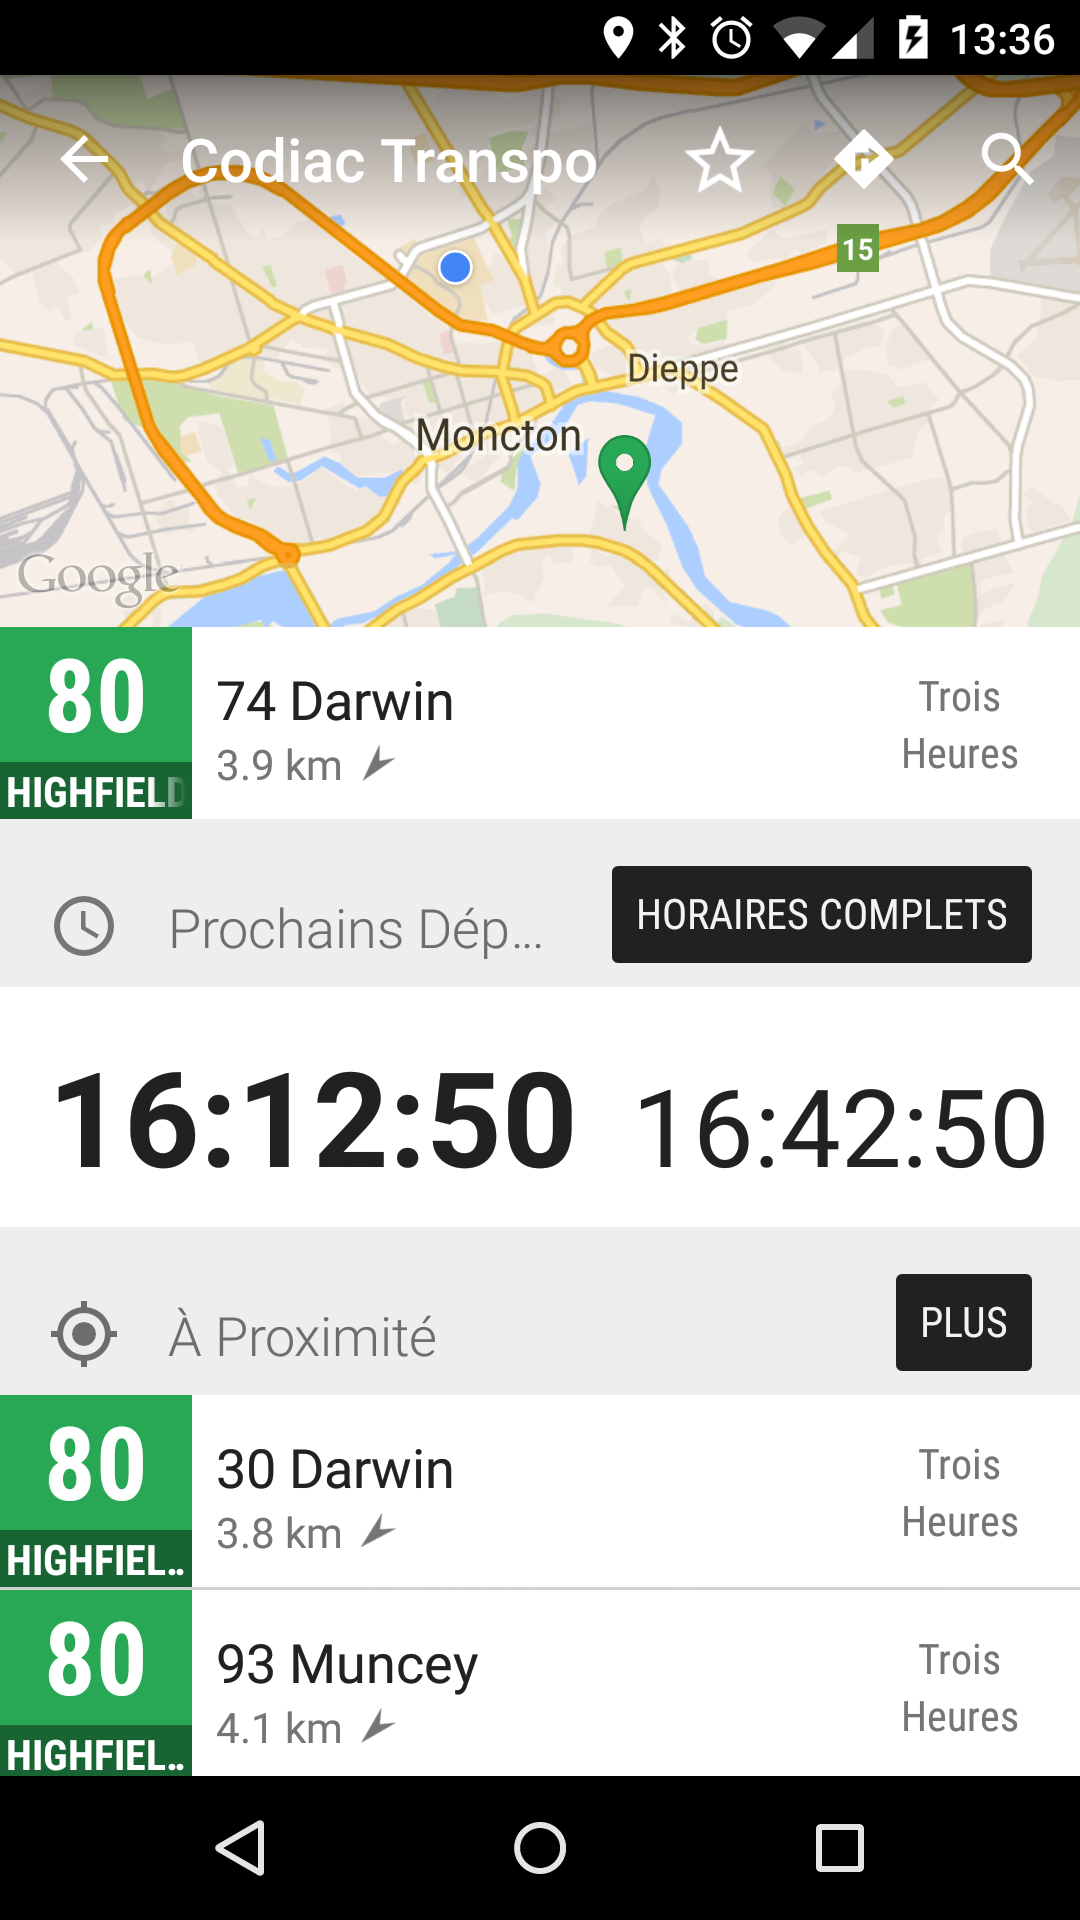 13:36
Codiac Transpo
15
Dieppe
Moncton
Google
80
HIGHFIELD
74 Darwin
3.9 km
Trois
Heures
Prochains Dép...
HORAIRES COMPLETS
16:12:50 16:42:50
À Proximité
PLUS
80
HIGHFIEL...
30 Darwin
3.8 km
Trois
Heures
80
HIGHFIEL...
93 Muncey
4.1 km
Trois
Heures